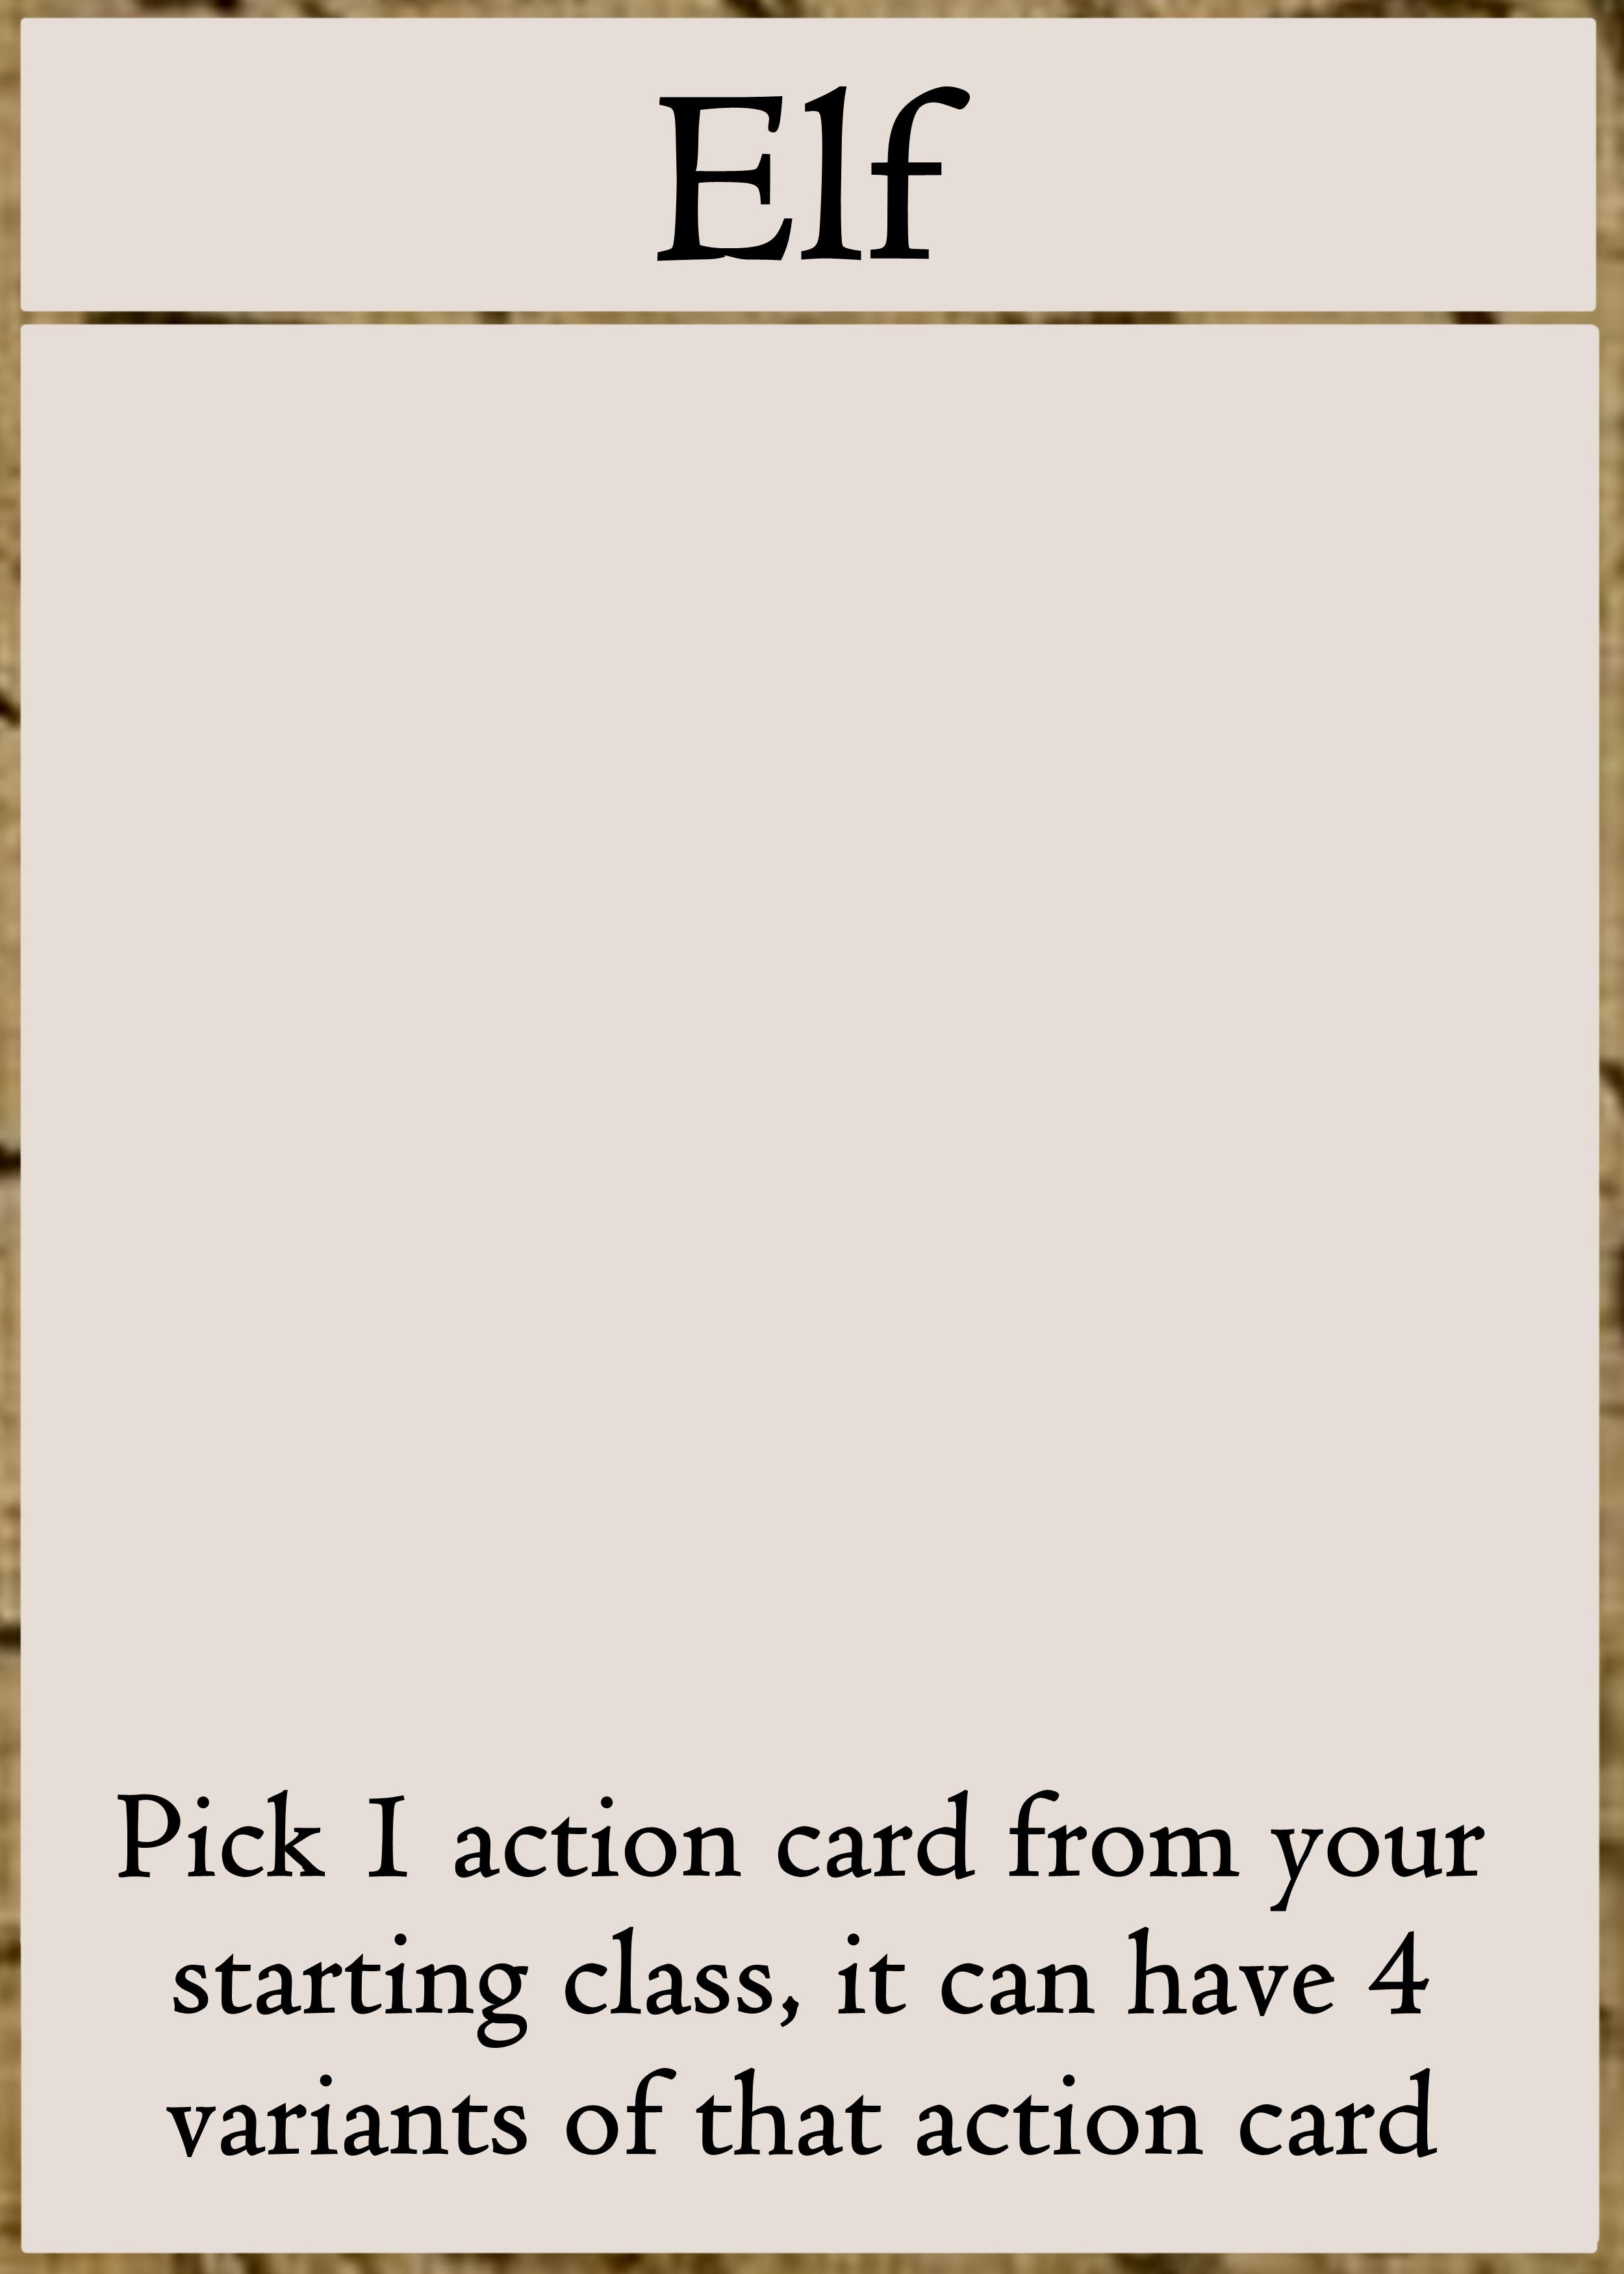 Elf
Pick 1 action card from your
starting class, it can have 4
variants of that action card